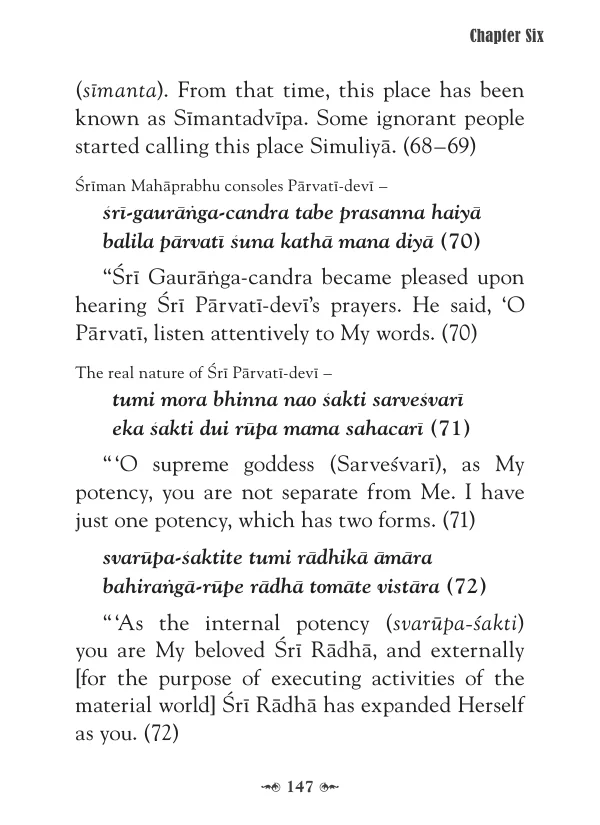 Chapter Six
(sīmanta). From that time, this place has been
known as Sīmantadvīpa. Some ignorant people
started calling this place Simuliyā. (68–69)
Śrīman Mahāprabhu consoles Pārvatī-devī –
śrī-gaurāṅga-candra tabe prasanna haiyā
balila pārvatī śuna kathā mana diyā (70)
“Śrī Gaurāṅga-candra became pleased upon
hearing Śrī Pārvatī-devī’s prayers. He said, ‘O
Pārvatī, listen attentively to My words. (70)
The real nature of Śrī Pārvatī-devī –
tumi mora bhinna nao śakti sarveśvarī
eka śakti dui rūpa mama sahacarī (71)
“ ‘O supreme goddess (Sarveśvarī), as My
potency, you are not separate from Me. I have
just one potency, which has two forms. (71)
svarūpa-śaktite tumi rādhikā āmāra
bahiraṅgā-rūpe rādhā tomāte vistāra (72)
“ ‘As the internal potency (svarūpa-śakti)
you are My beloved Śrī Rādhā, and externally
[for the purpose of executing activities of the
material world] Śrī Rādhā has expanded Herself
as you. (72)
147